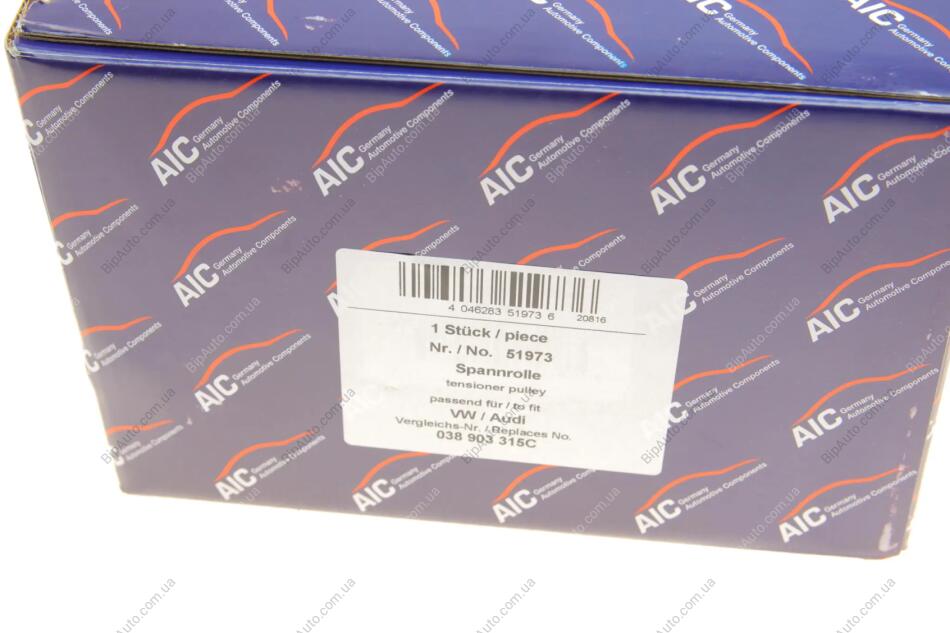 AIC Germany
Automotive Components
4 046283 51973 6 20816
1 Stück / piece
Nr. / No. 51973
Spannrolle
tensioner pulley
passend für / to fit
VW / Audi
Vergleichs-Nr. / Replaces No.
038 903 315C
BipAuto.com.ua